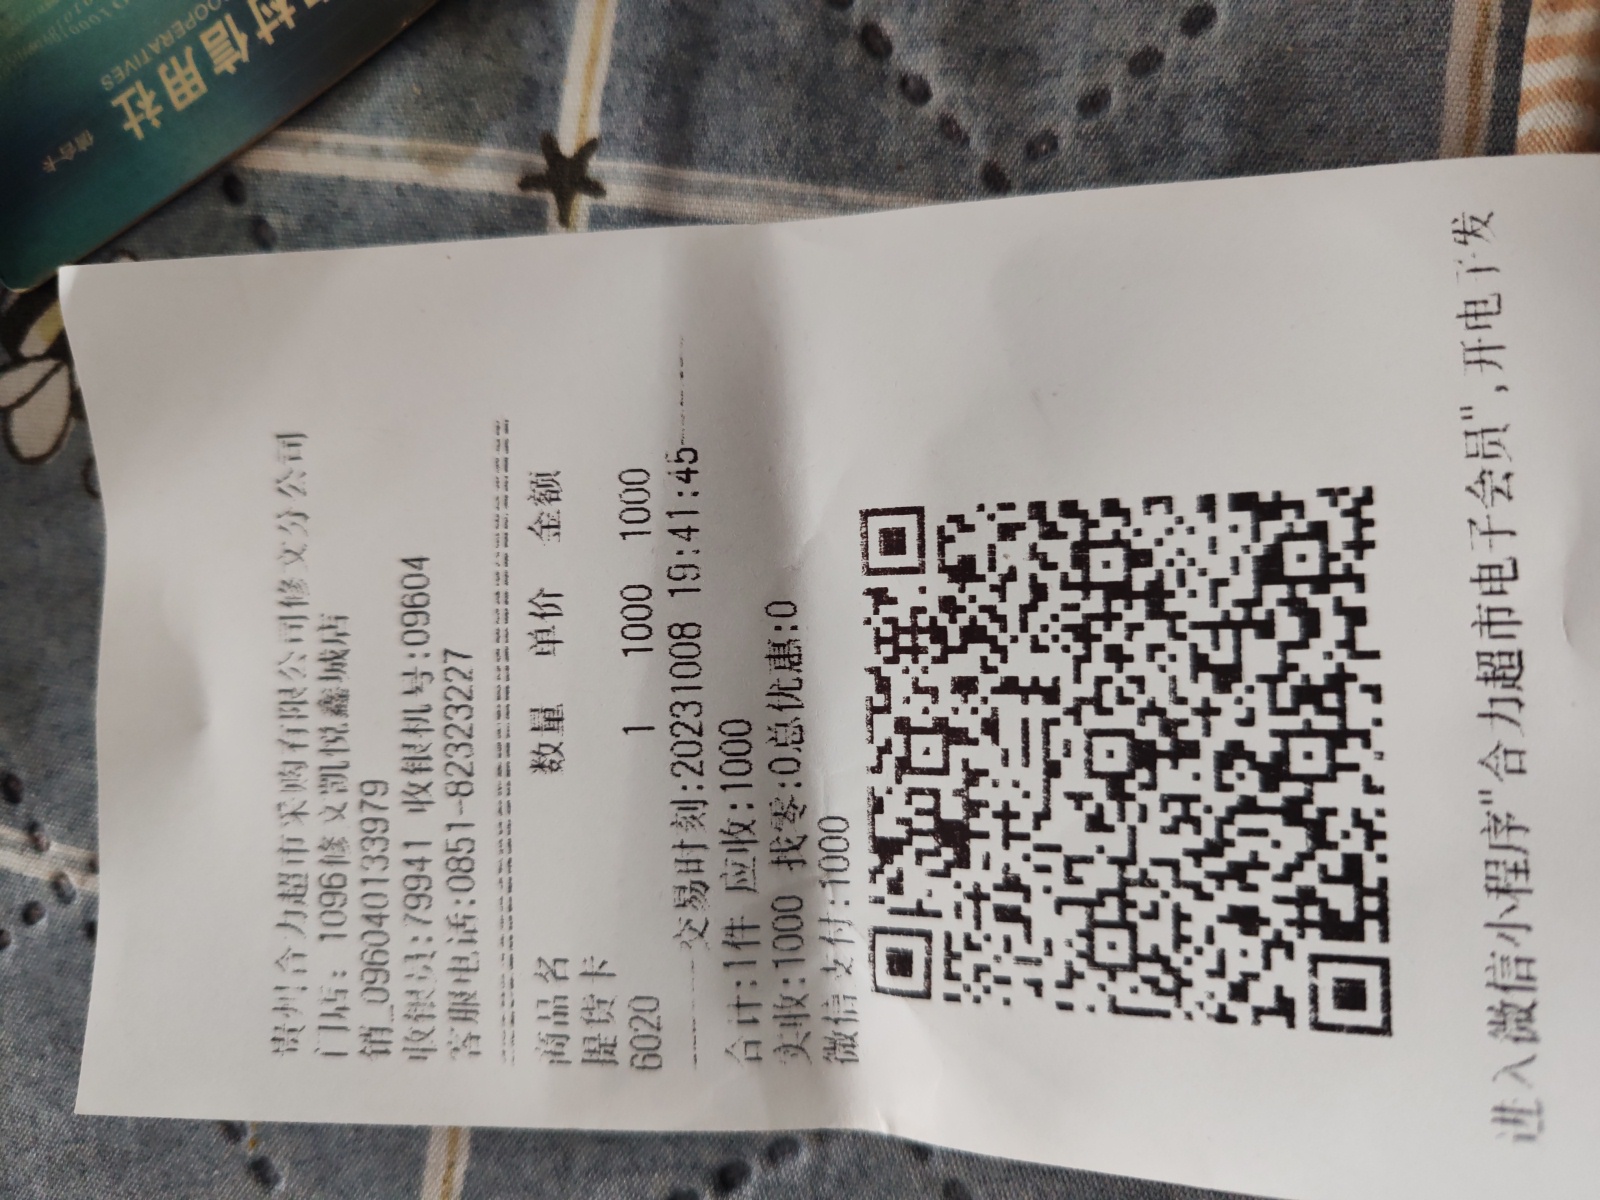 村信用社
OOPERATIVES
信合卡
贵州合力超市采购有限公司修文分公司
门店: 1096修文凯悦鑫城店
销_09604013​3979
收银员:79941 收银机号:09604
客服电话:0851-82323227
商品名 数量 单价 金额
提货卡
6020 1 1000 1000
交易时刻:20231008 19:41:45
合计:1件 应收:1000
实收:1000 找零:0总优惠:0
微信支付:1000
进入微信小程序"合力超市电子会员",开电子发